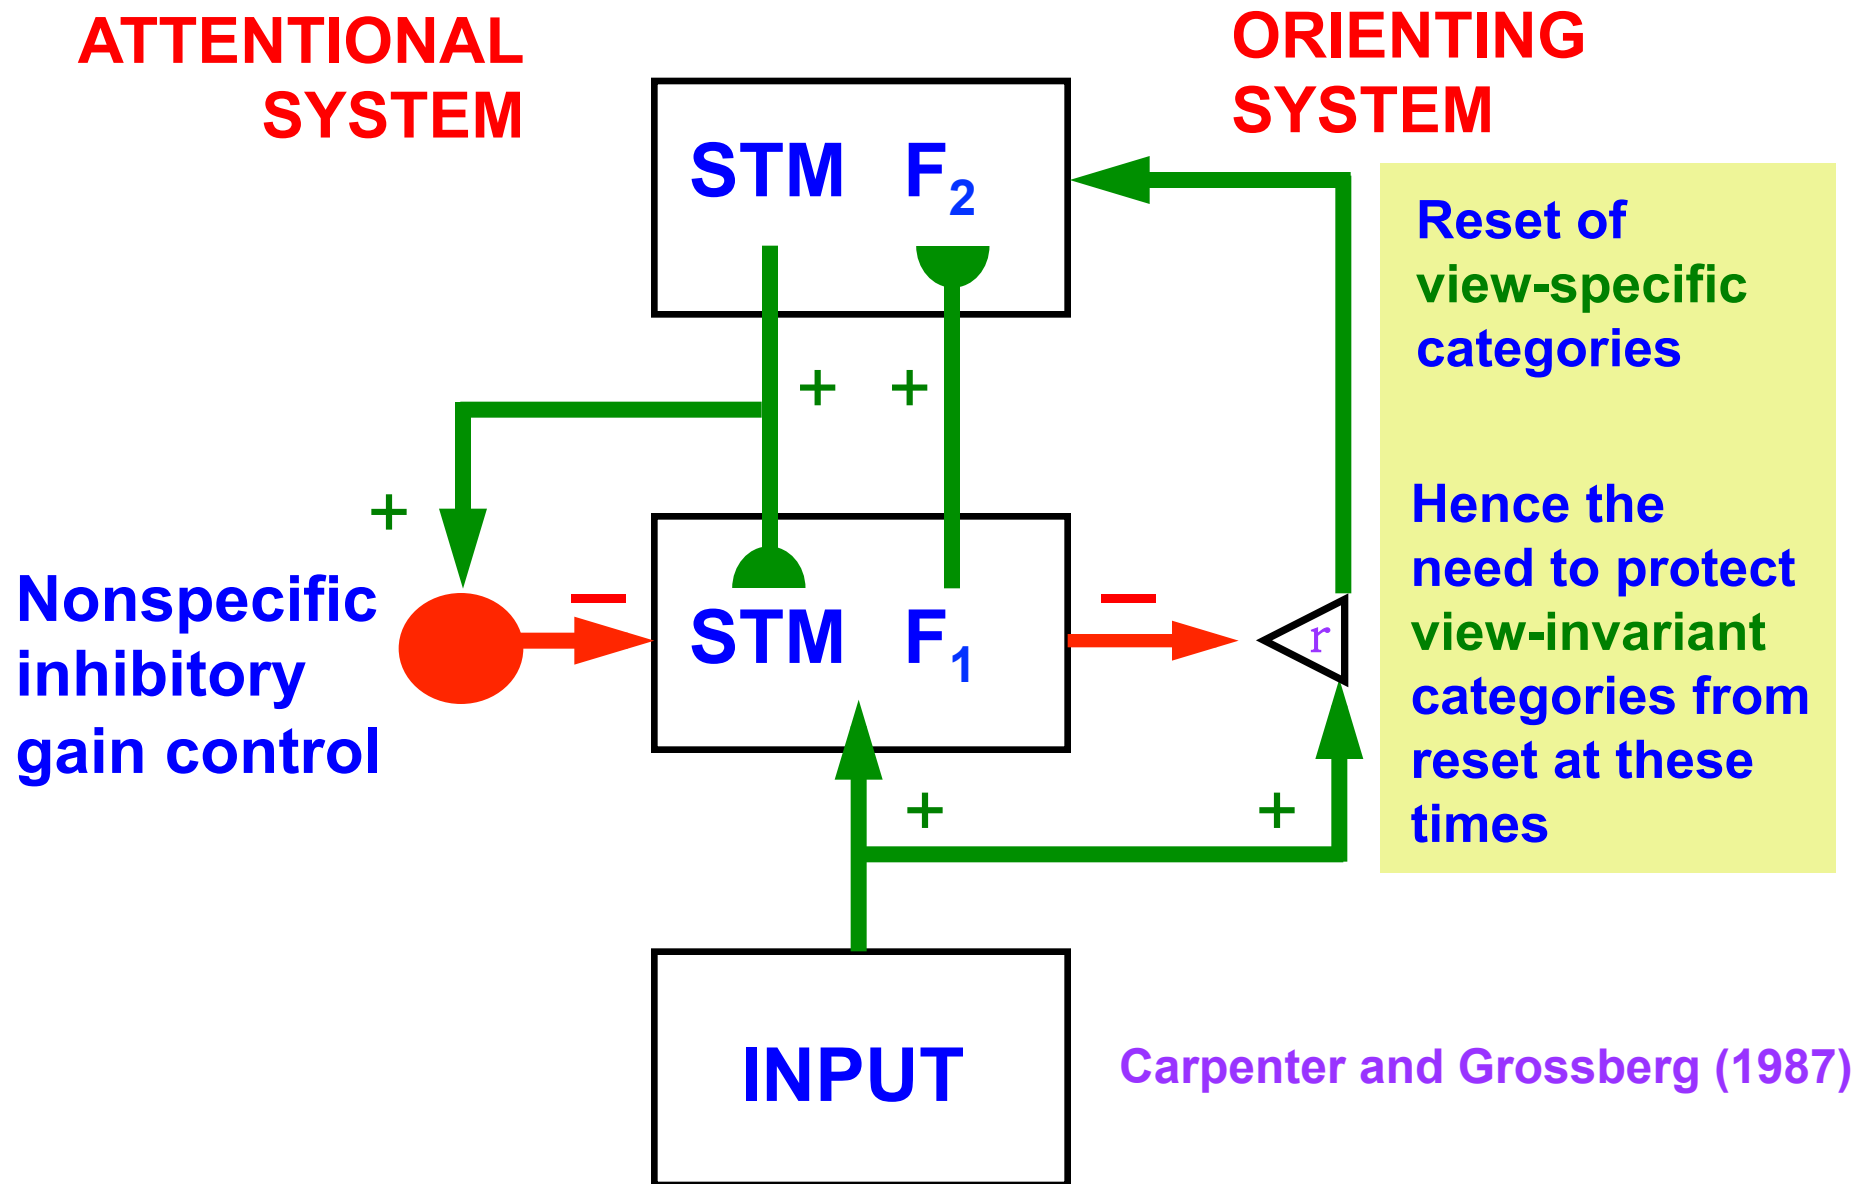 ATTENTIONAL
SYSTEM
ORIENTING
SYSTEM
STM F₂
Reset of
view-specific
categories
+ +
+
Hence the
need to protect
view-invariant
categories from
reset at these
times
Nonspecific
inhibitory
gain control
− −
STM F₁
r
+ +
INPUT
Carpenter and Grossberg (1987)